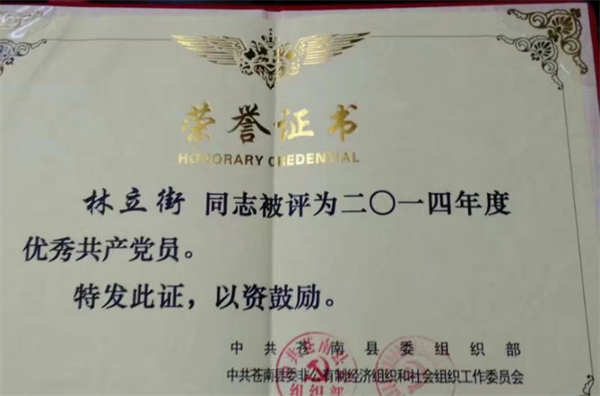 荣誉证书
HONORARY CREDENTIAL
林立街 同志被评为二〇一四年度
优秀共产党员。
特发此证，以资鼓励。
中共苍南县委组织部
中共苍南县委非公有制经济组织和社会组织工作委员会